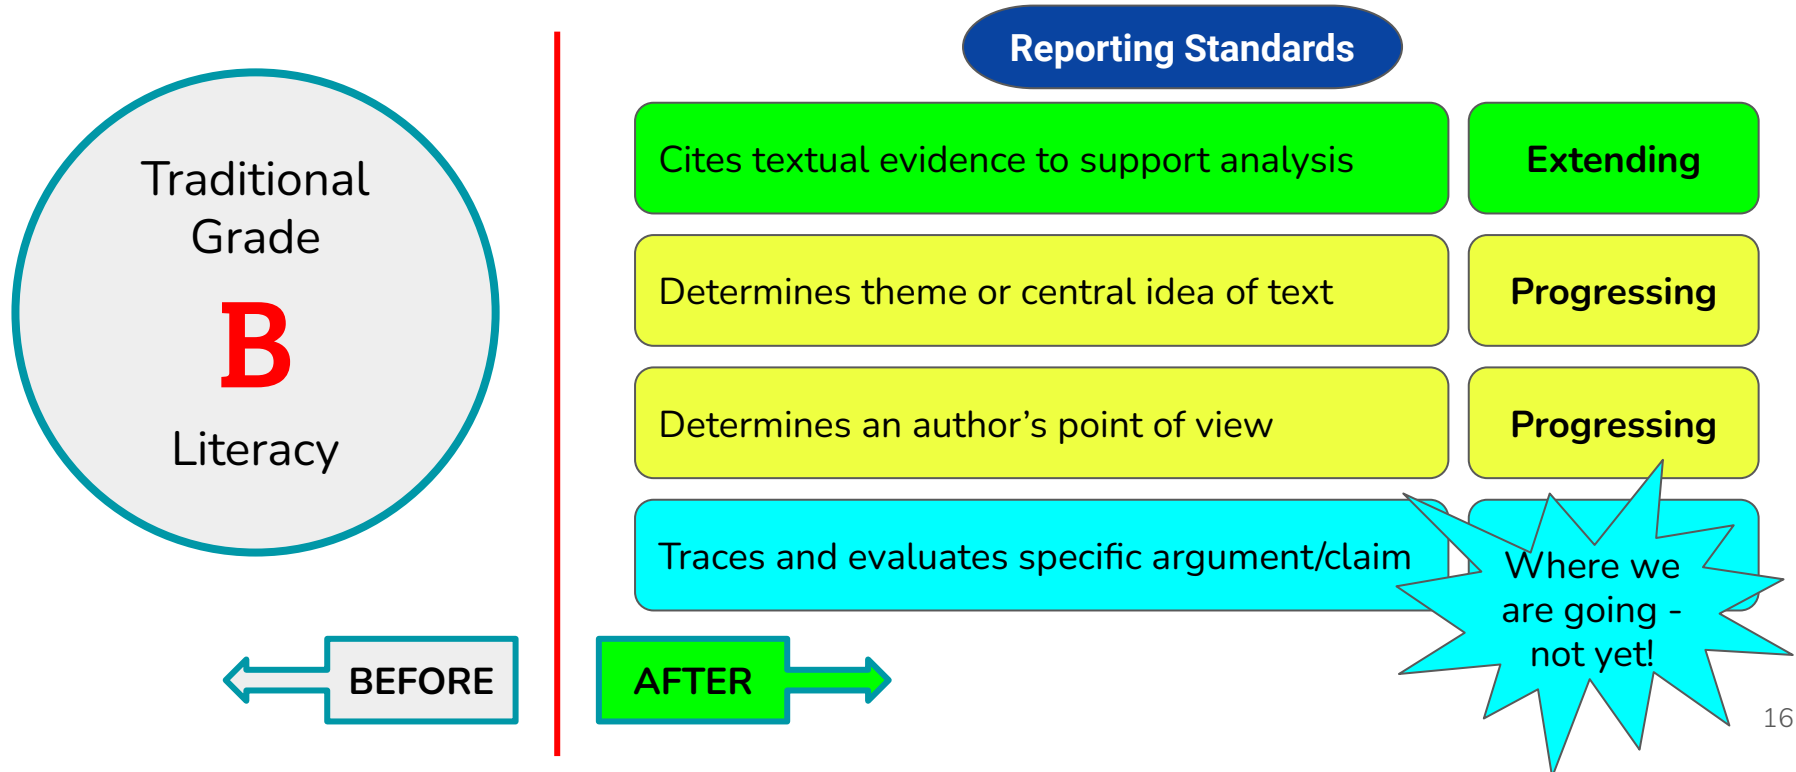 Traditional
Grade
B
Literacy
BEFORE
Reporting Standards
Cites textual evidence to support analysis
Extending
Determines theme or central idea of text
Progressing
Determines an author’s point of view
Progressing
Traces and evaluates specific argument/claim
Where we
are going -
not yet!
AFTER
16